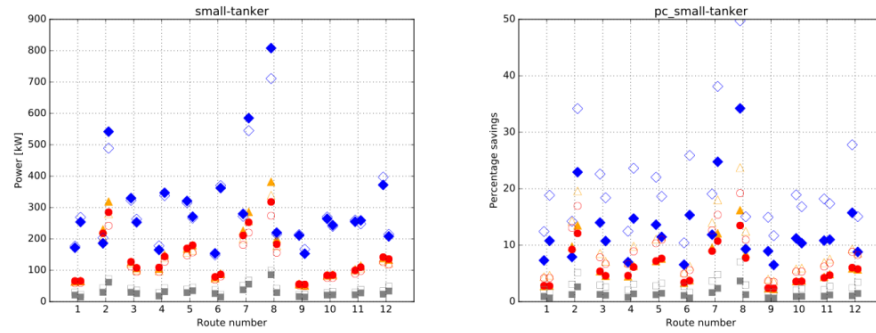 small-tanker
900
800
700
600
500
400
300
200
100
0
Power [kW]
1 2 3 4 5 6 7 8 9 10 11 12
Route number
pc_small-tanker
50
40
30
20
10
0
Percentage savings
1 2 3 4 5 6 7 8 9 10 11 12
Route number